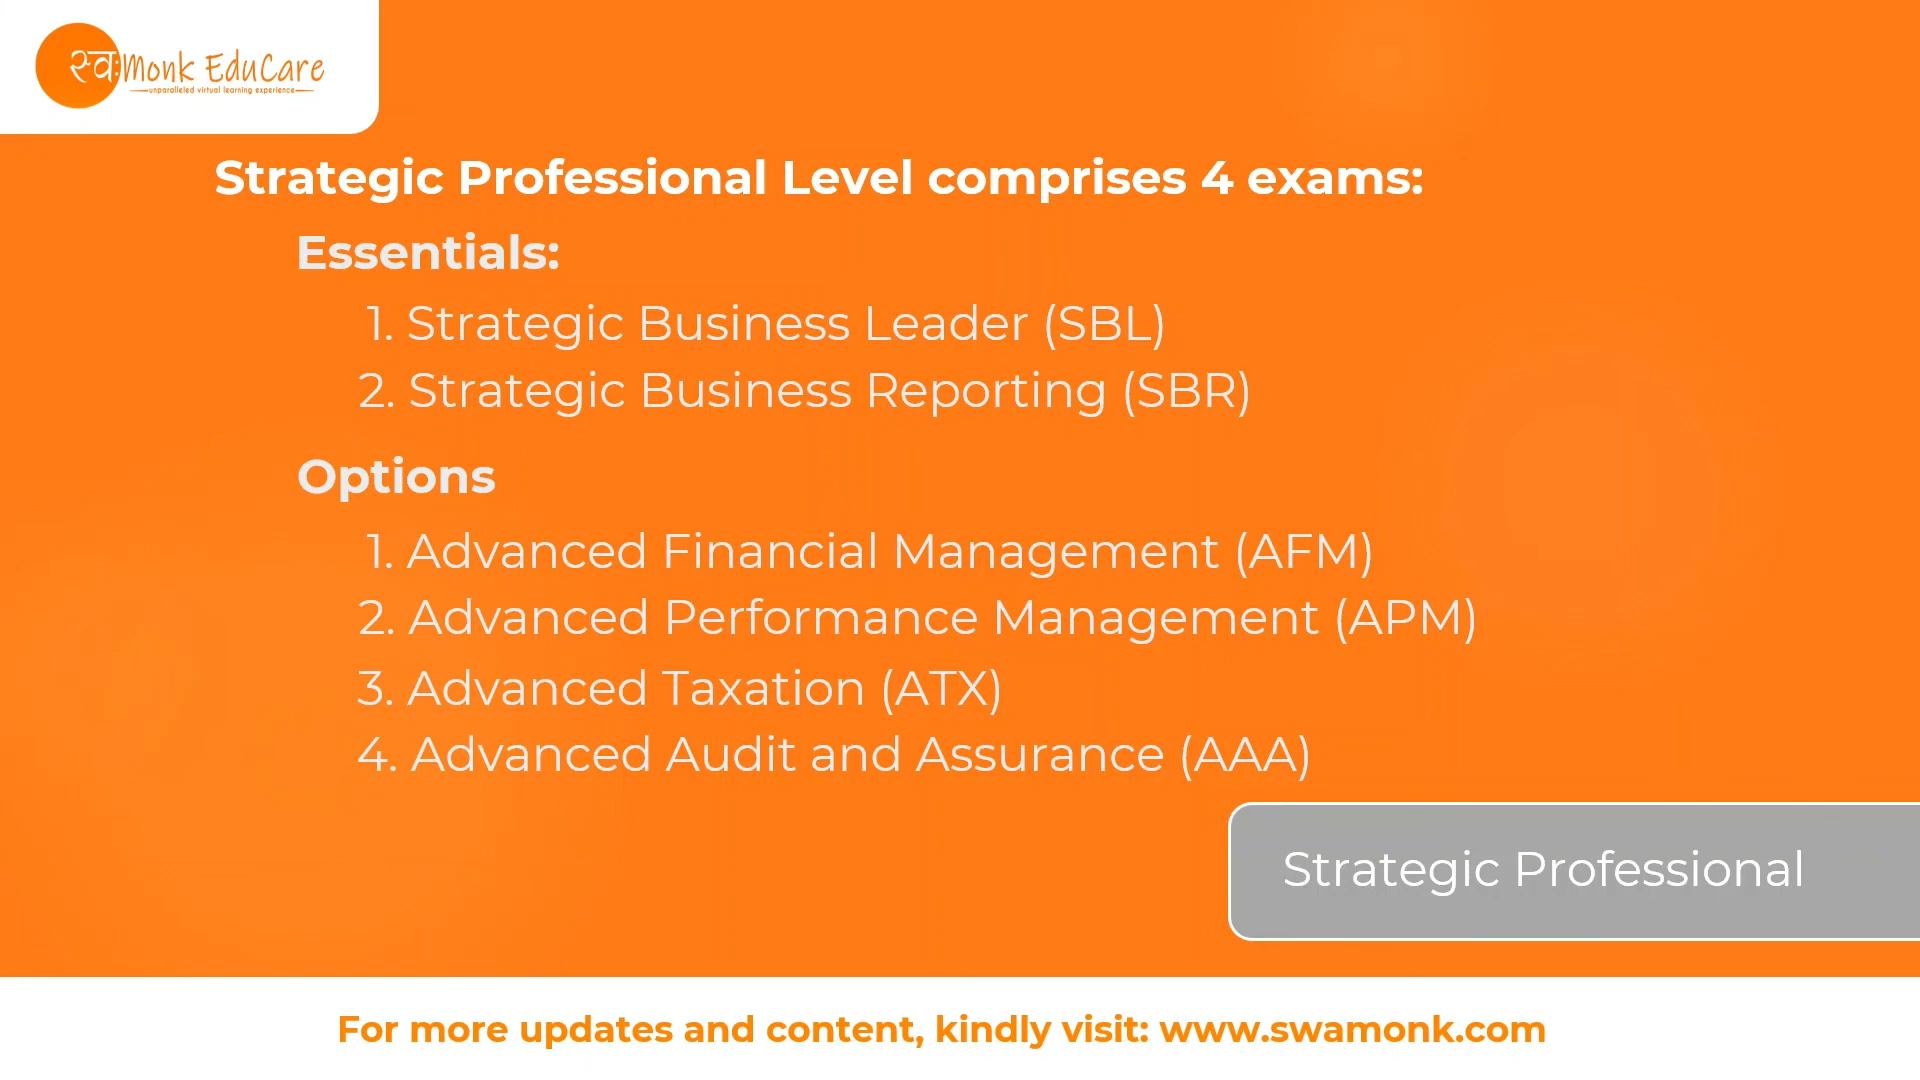 स्व:Monk EduCare
unparalleled virtual learning experience
Strategic Professional Level comprises 4 exams:
Essentials:
1. Strategic Business Leader (SBL)
2. Strategic Business Reporting (SBR)
Options
1. Advanced Financial Management (AFM)
2. Advanced Performance Management (APM)
3. Advanced Taxation (ATX)
4. Advanced Audit and Assurance (AAA)
Strategic Professional
For more updates and content, kindly visit: www.swamonk.com